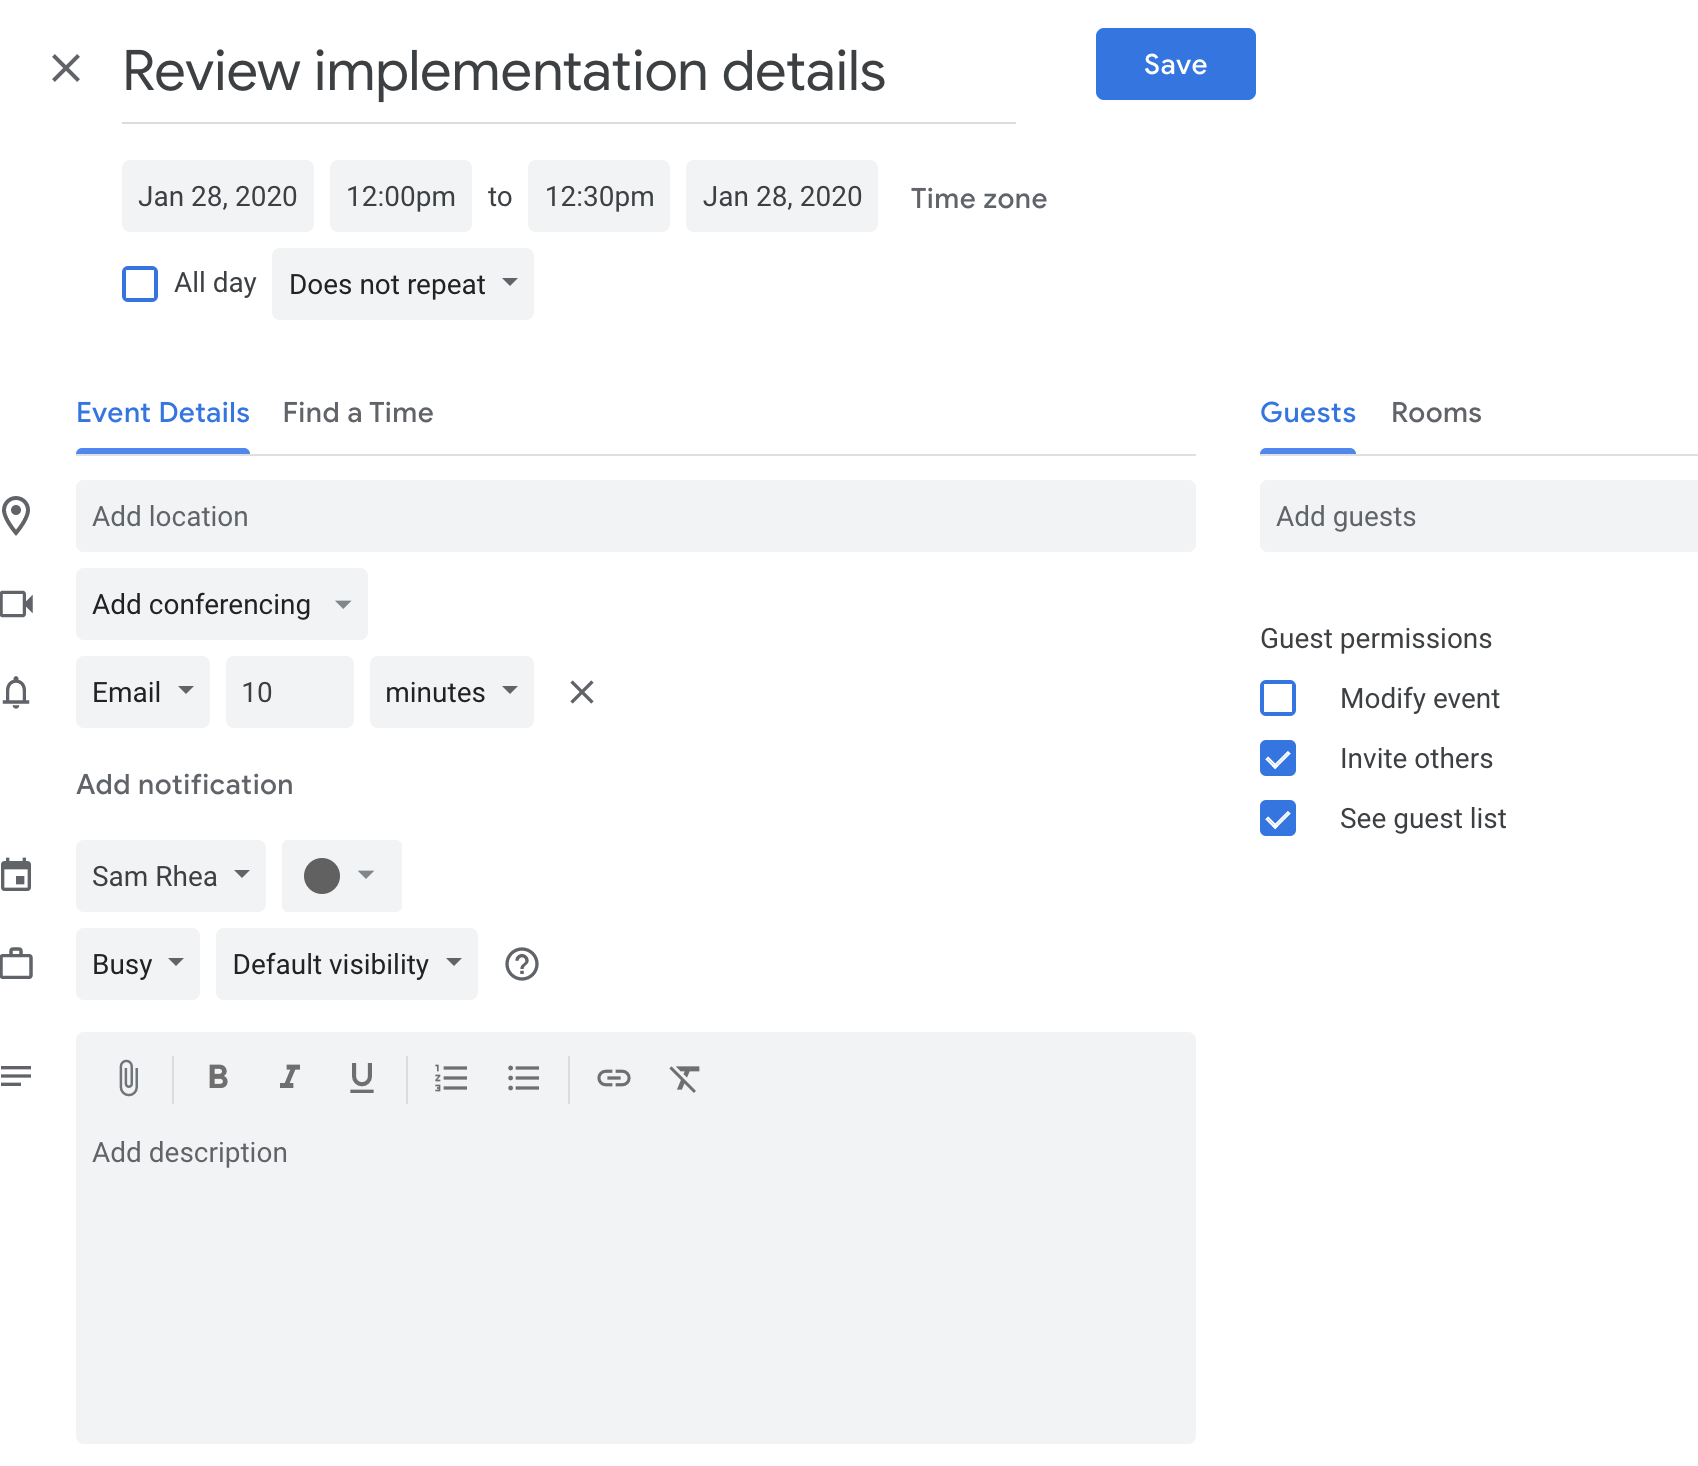 Review implementation details
Save
Jan 28, 2020 12:00pm to 12:30pm Jan 28, 2020 Time zone
All day Does not repeat
Event Details Find a Time
Guests Rooms
Add location
Add guests
Add conferencing
Email 10 minutes
Add notification
Guest permissions
Modify event
Invite others
See guest list
Sam Rhea
Busy Default visibility
B I U
Add description